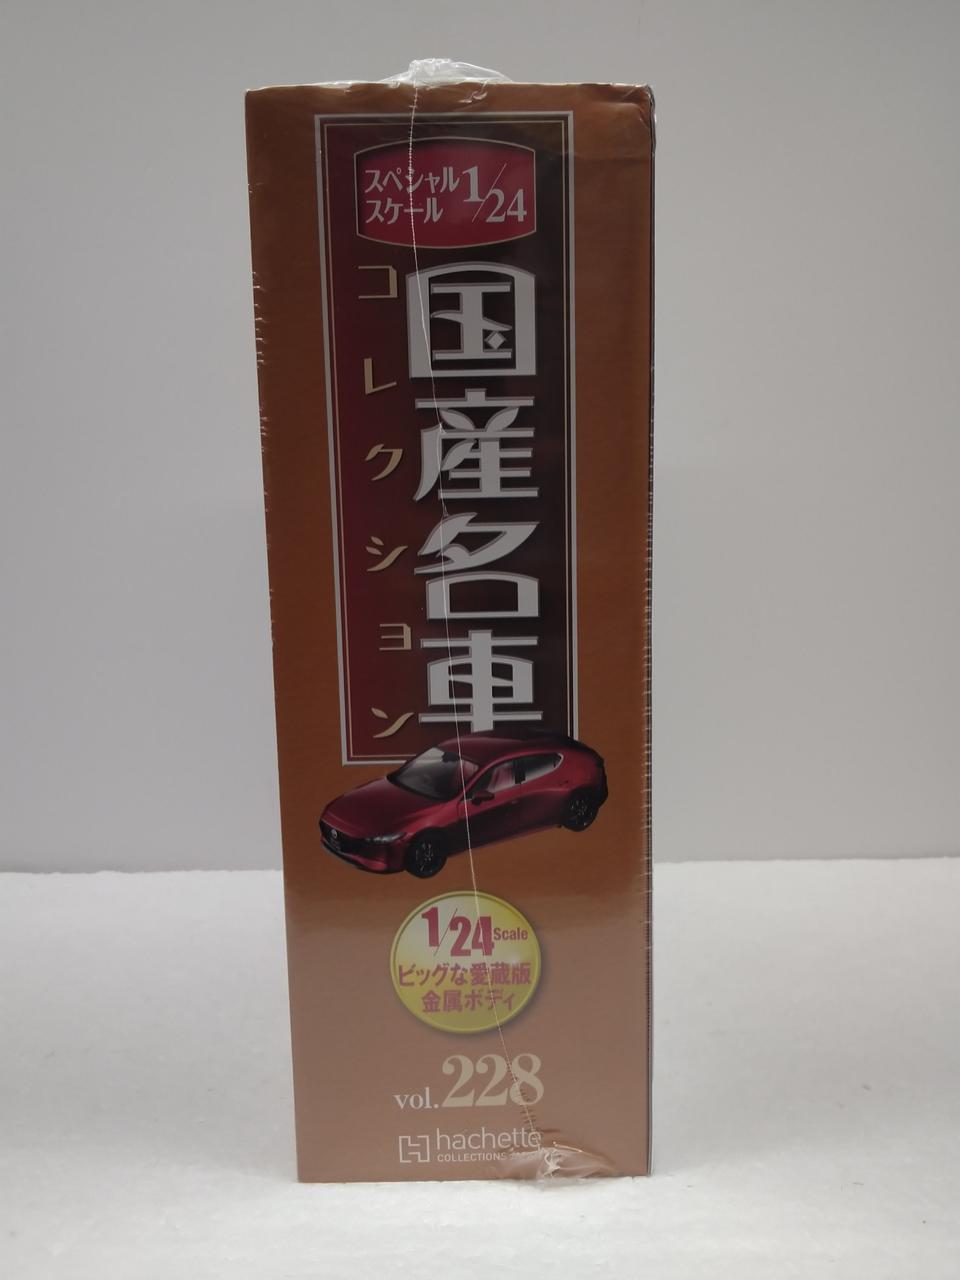 スペシャル
スケール
1/24
国産名車
コレクション
1/24 Scale
ビッグな愛蔵版
金属ボディ
vol.228
hachette
COLLECTIONS